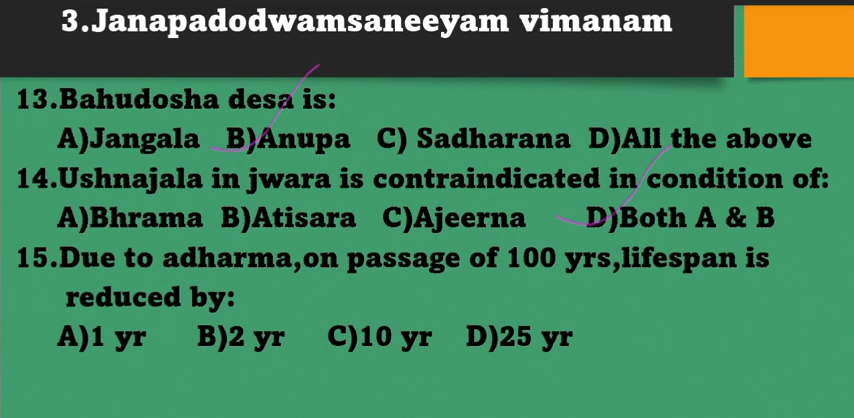 3.Janapadodwamsaneeyam vimanam
13.Bahudosha desa is:
A)Jangala B)Anupa C) Sadharana D)All the above
14.Ushnajala in jwara is contraindicated in condition of:
A)Bhrama B)Atisara C)Ajeerna D)Both A & B
15.Due to adharma,on passage of 100 yrs,lifespan is
reduced by:
A)1 yr B)2 yr C)10 yr D)25 yr